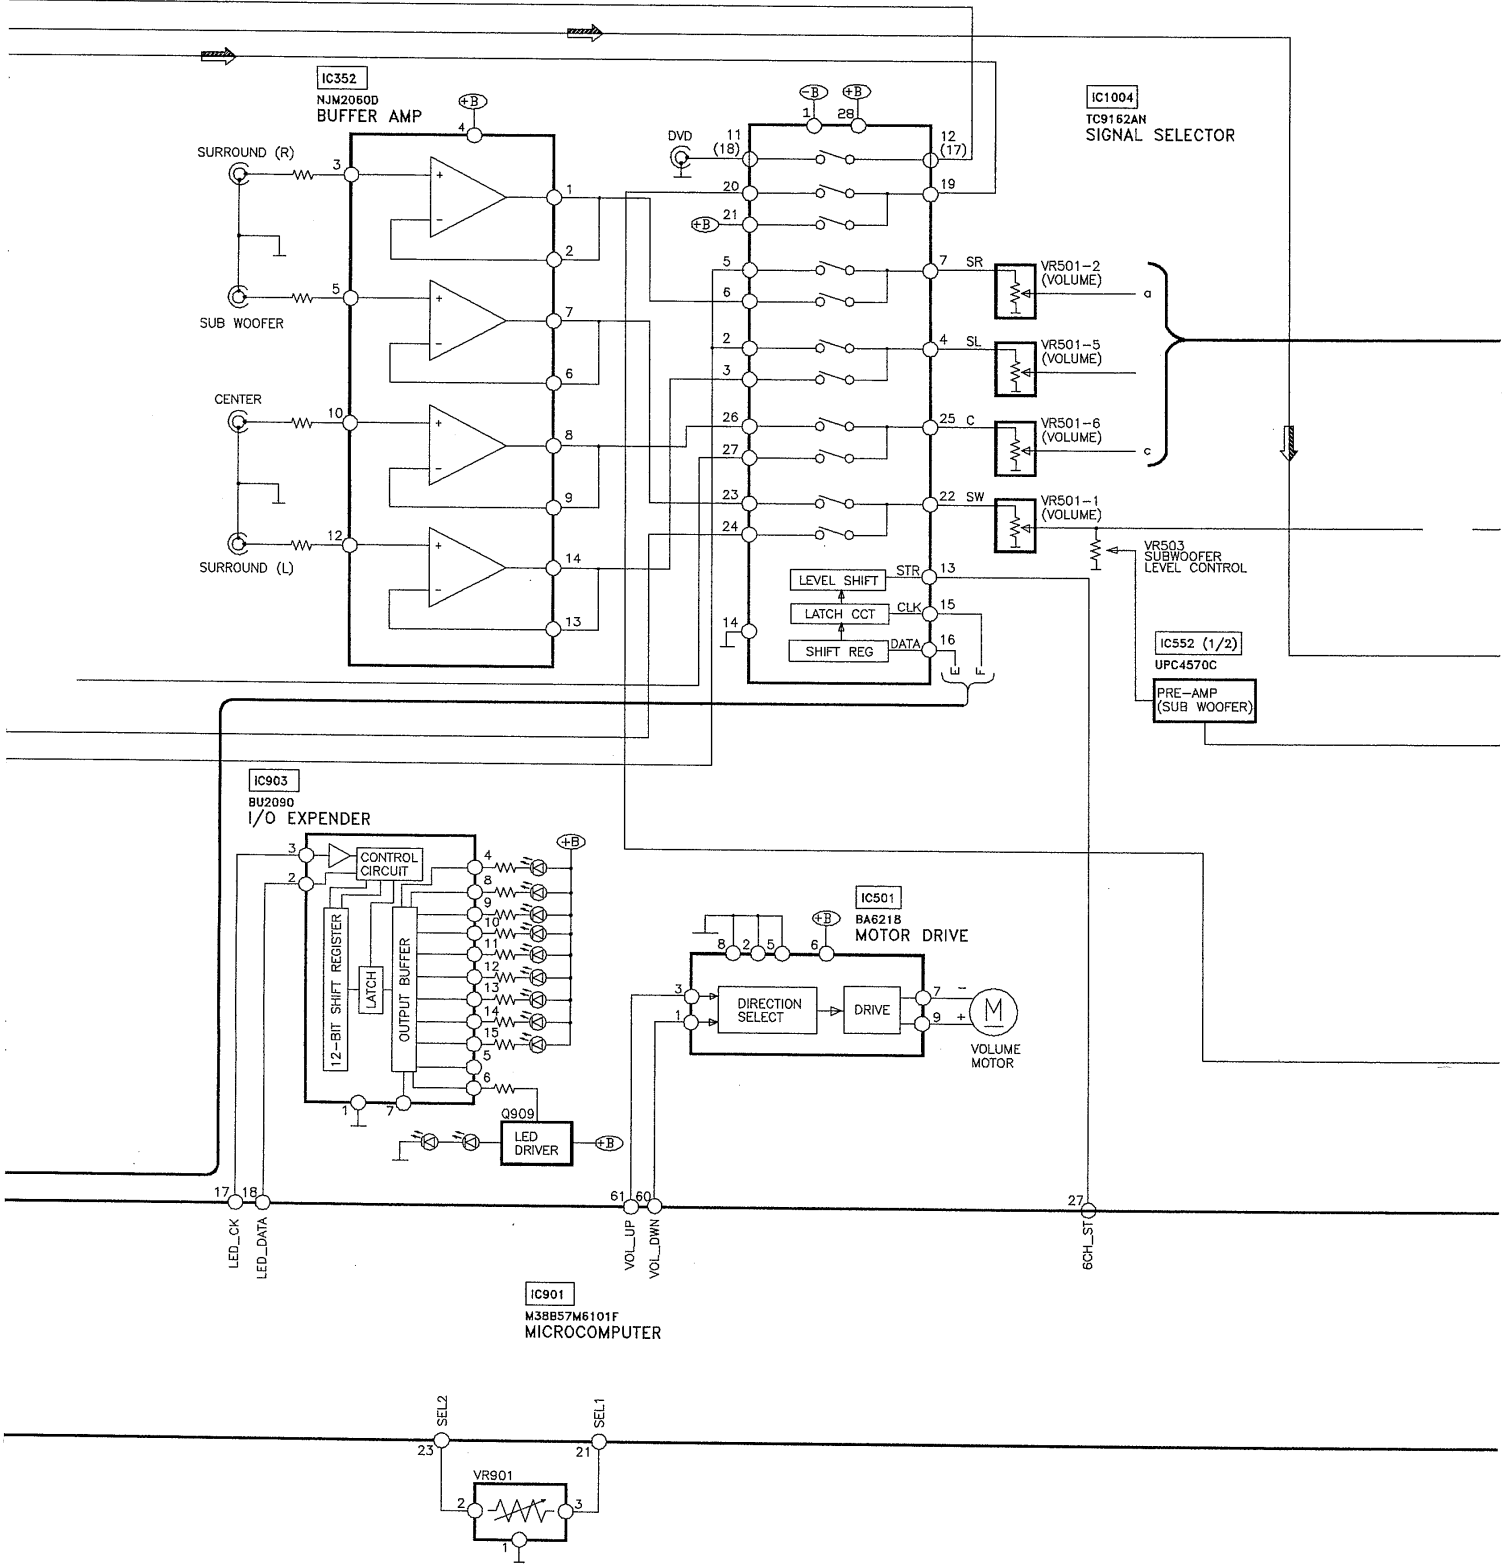 IC352
NJM2060D
BUFFER AMP
+B
4
SURROUND (R)
3
+
−
1
2
5
+
−
7
6
SUB WOOFER
CENTER
10
+
−
8
9
12
+
−
14
13
SURROUND (L)
−B
+B
1
28
IC1004
TC9162AN
SIGNAL SELECTOR
DVD
11
(18)
12
(17)
20
19
+B
21
5
7
SR
VR501-2
(VOLUME)
a
6
2
4
SL
VR501-5
(VOLUME)
3
26
25
C
VR501-6
(VOLUME)
c
27
23
22
SW
VR501-1
(VOLUME)
24
VR503
SUBWOOFER
LEVEL CONTROL
LEVEL SHIFT
STR
13
LATCH CCT
CLK
15
14
SHIFT REG
DATA
16
E
F
IC552 (1/2)
UPC4570C
PRE-AMP
(SUB WOOFER)
IC903
BU2090
I/O EXPENDER
3
2
CONTROL
CIRCUIT
12-BIT SHIFT REGISTER
LATCH
OUTPUT BUFFER
+B
4
8
9
10
11
12
13
14
15
5
6
1
7
Q909
LED
DRIVER
+B
IC501
BA6218
MOTOR DRIVE
+B
8
2
5
6
3
1
DIRECTION
SELECT
DRIVE
7
−
9
+
M
VOLUME
MOTOR
17
18
61
60
27
LED_CK
LED_DATA
VOL_UP
VOL_DWN
6CH_ST
IC901
M38B57M6101F
MICROCOMPUTER
SEL2
SEL1
23
21
VR901
2
3
1